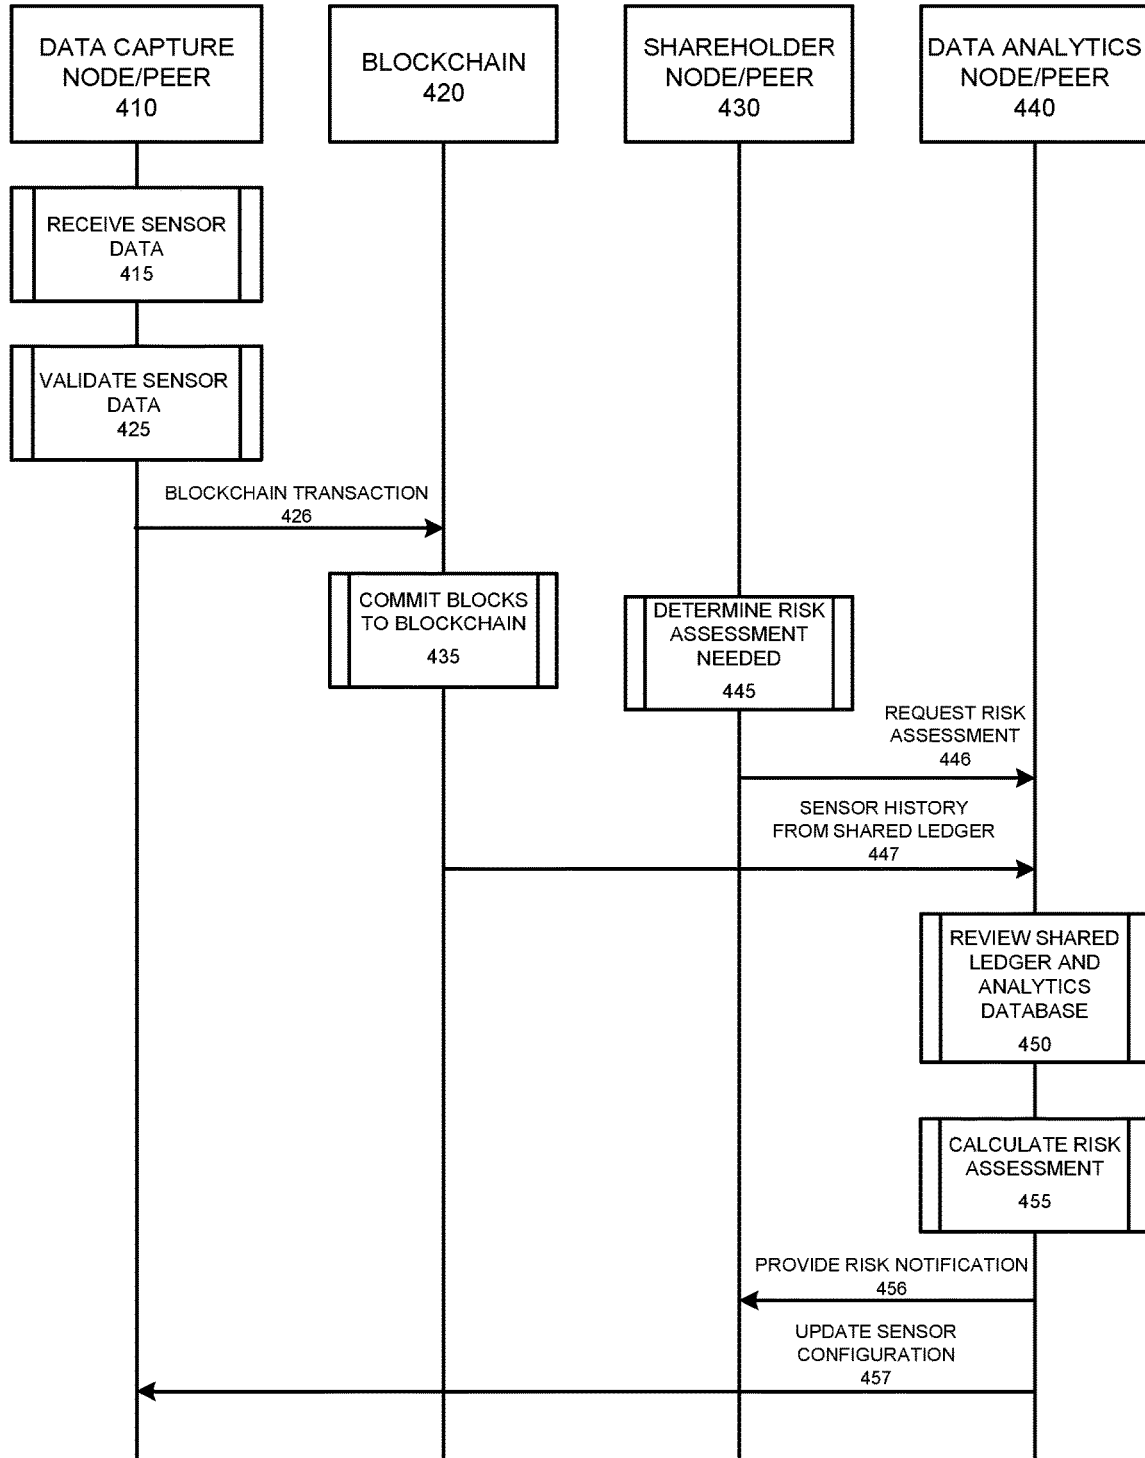 DATA CAPTURE
NODE/PEER
410
BLOCKCHAIN
420
SHAREHOLDER
NODE/PEER
430
DATA ANALYTICS
NODE/PEER
440
RECEIVE SENSOR
DATA
415
VALIDATE SENSOR
DATA
425
BLOCKCHAIN TRANSACTION
426
COMMIT BLOCKS
TO BLOCKCHAIN
435
DETERMINE RISK
ASSESSMENT
NEEDED
445
REQUEST RISK
ASSESSMENT
446
SENSOR HISTORY
FROM SHARED LEDGER
447
REVIEW SHARED
LEDGER AND
ANALYTICS
DATABASE
450
CALCULATE RISK
ASSESSMENT
455
PROVIDE RISK NOTIFICATION
456
UPDATE SENSOR
CONFIGURATION
457